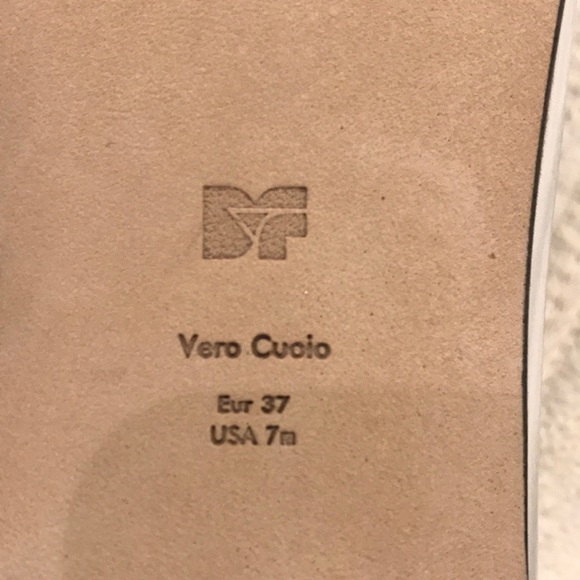 Vero Cuoio
Eur 37
USA 7m